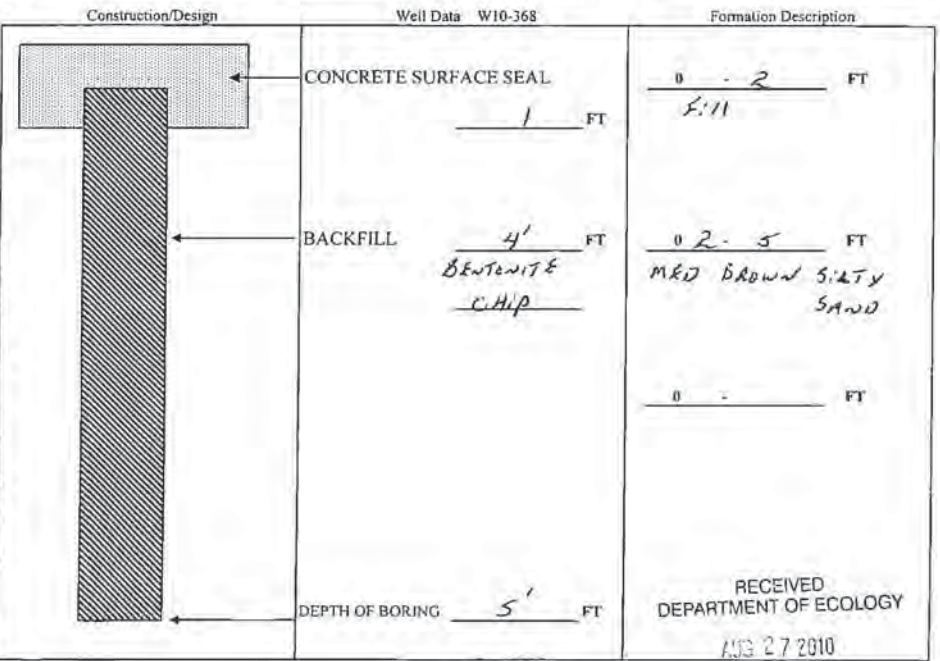 Construction/Design
Well Data W10-368
Formation Description
CONCRETE SURFACE SEAL
1 FT
0 - 2 FT
Fill
BACKFILL 4' FT
BENTONITE
CHIP
0 2 - 5 FT
MED BROWN SILTY
SAND
0 - FT
DEPTH OF BORING 5' FT
RECEIVED
DEPARTMENT OF ECOLOGY
AUG 27 2010